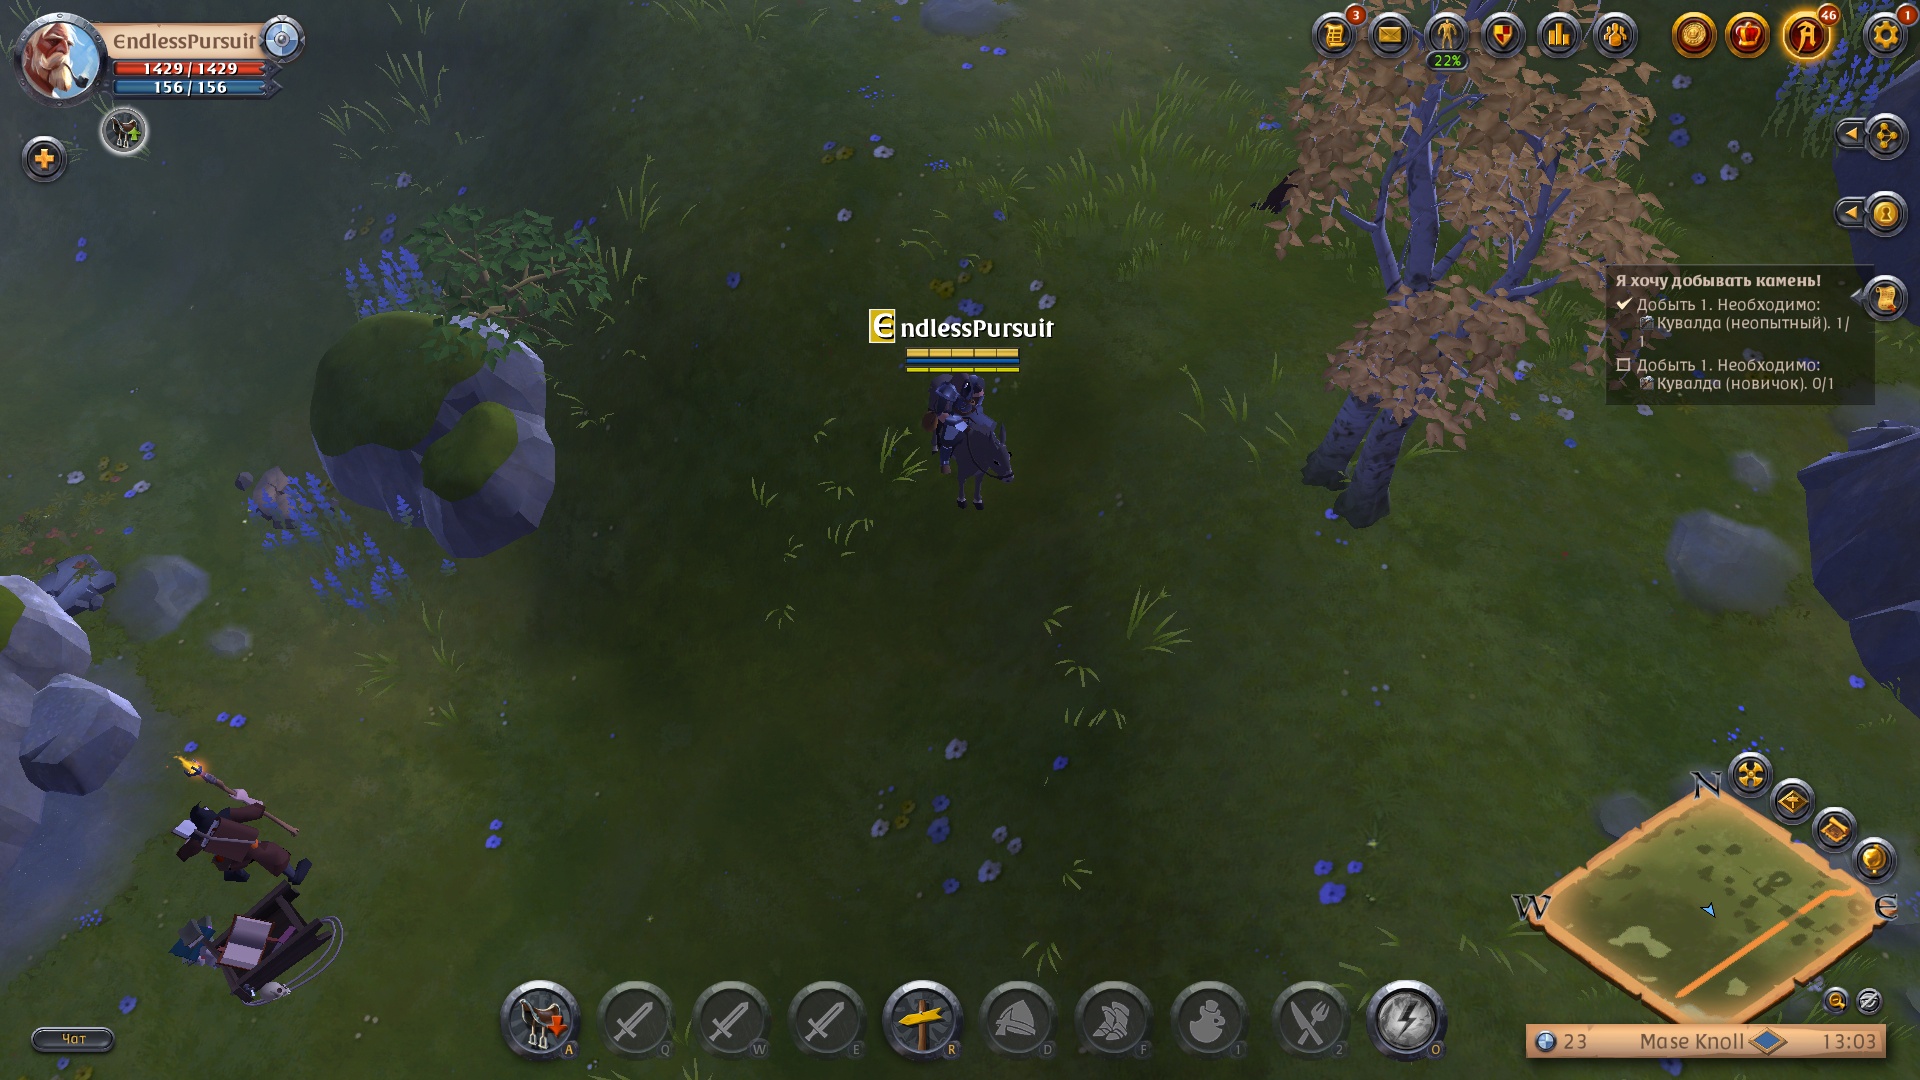 EndlessPursuit
1429 / 1429
156 / 156
3
22%
46
1
EndlessPursuit
Я хочу добывать камень!
Добыть 1. Необходимо:
Кувалда (неопытный). 1/
1
Добыть 1. Необходимо:
Кувалда (новичок). 0/1
N
W
E
Чат
A
Q
W
E
R
D
F
1
2
O
23
Mase Knoll
13:03